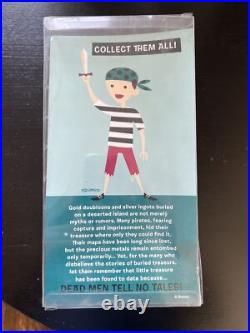 COLLECT THEM ALL!
Gold doubloons and silver ingots buried
on a deserted island are not merely
myths or rumors. Many pirates, fearing
capture and imprisonment, hid their
treasure where only they could find it.
Their maps have been long since lost,
but the precious metals remain entombed
only temporarily... Yet, for the many who
disbelieve the stories of buried treasure,
let them remember that little treasure
has been found to date because...
DEAD MEN TELL NO TALES!
© Disney